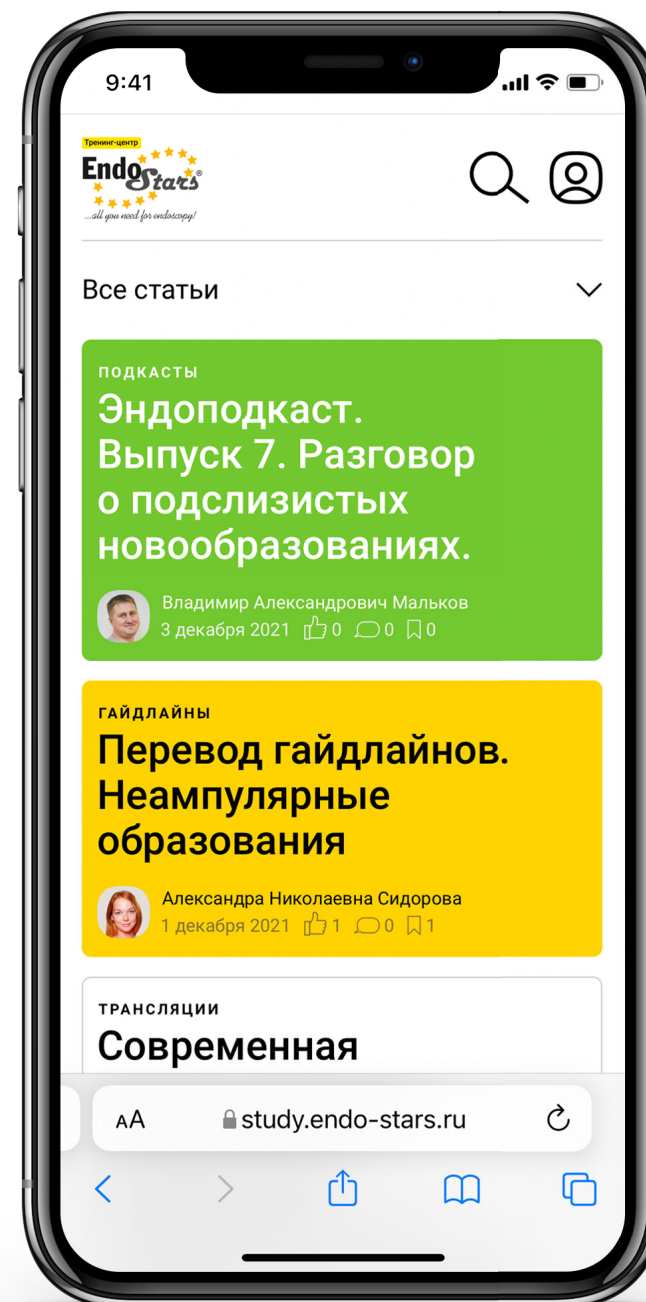 9:41
Тренинг-центр
EndoStars®
...all you need for endoscopy!
Все статьи
ПОДКАСТЫ
Эндоподкаст.
Выпуск 7. Разговор
о подслизистых
новообразованиях.
Владимир Александрович Мальков
3 декабря 2021 0 0 0
ГАЙДЛАЙНЫ
Перевод гайдлайнов.
Неампулярные
образования
Александра Николаевна Сидорова
1 декабря 2021 1 0 1
ТРАНСЛЯЦИИ
Современная
AA study.endo-stars.ru